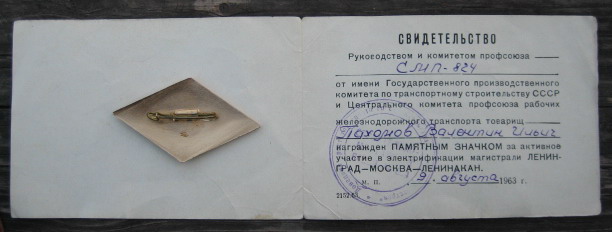 СВИДЕТЕЛЬСТВО
Руководством и комитетом профсоюза
СМП-824
от имени Государственного производственного
комитета по транспортному строительству СССР
и Центрального комитета профсоюза рабочих
железнодорожного транспорта товарищ
Пахомов Валентин Ильич
награжден ПАМЯТНЫМ ЗНАЧКОМ за активное
участие в электрификации магистрали ЛЕНИН-
ГРАД—МОСКВА—ЛЕНИНАКАН.
м. п. 9 августа 1963 г.